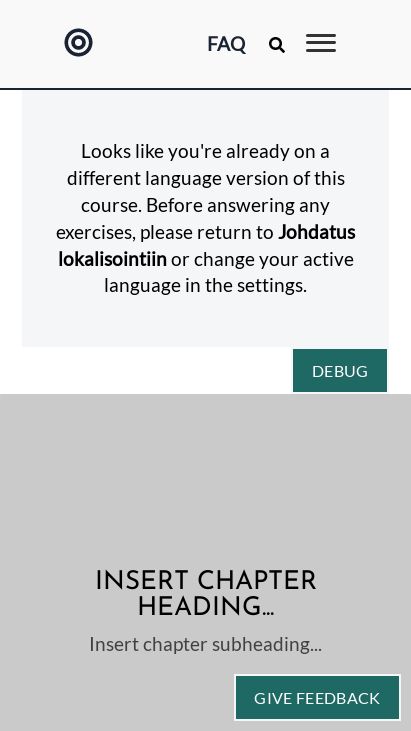 FAQ
Looks like you're already on a
different language version of this
course. Before answering any
exercises, please return to Johdatus
lokalisointiin or change your active
language in the settings.
DEBUG
INSERT CHAPTER
HEADING...
Insert chapter subheading...
GIVE FEEDBACK